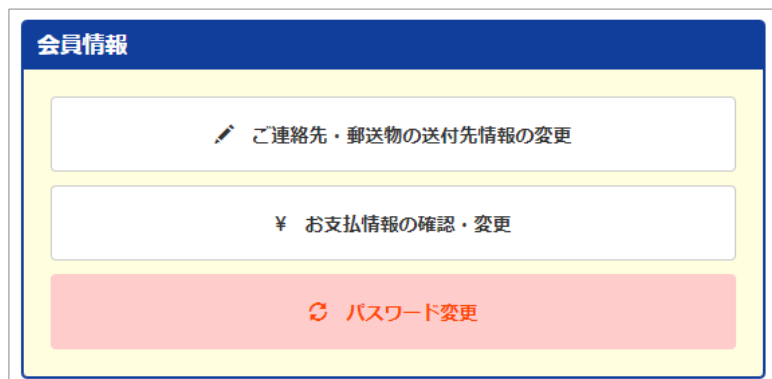 会員情報
ご連絡先・郵送物の送付先情報の変更
¥ お支払情報の確認・変更
パスワード変更